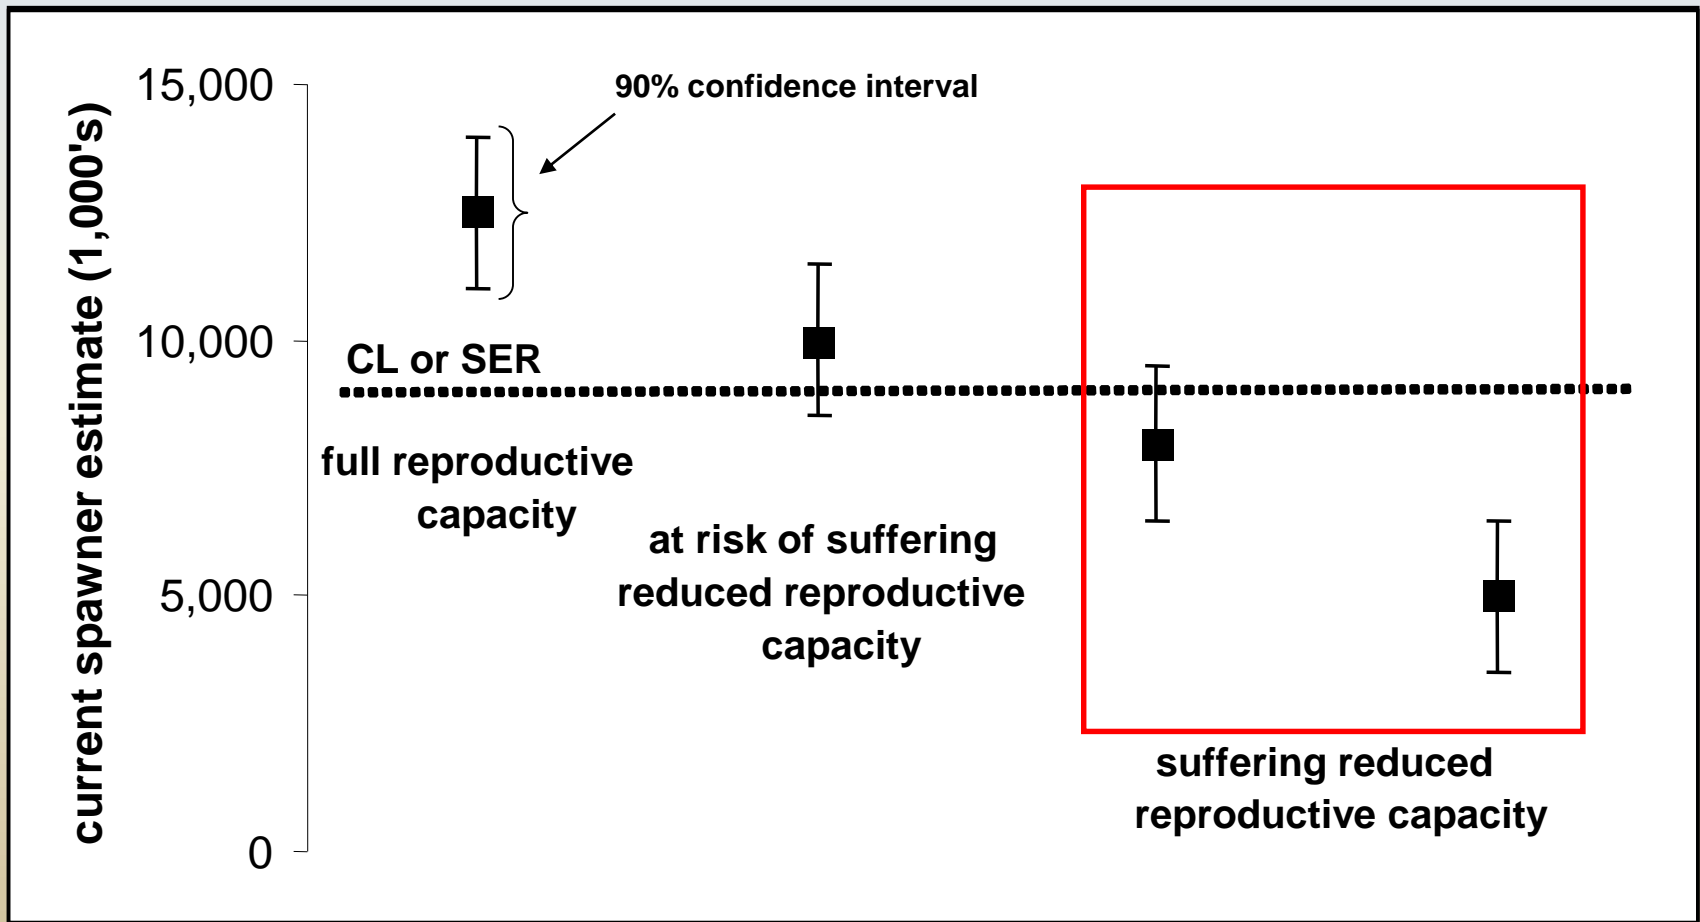 current spawner estimate (1,000's)
15,000
10,000
5,000
0
90% confidence interval
CL or SER
full reproductive
capacity
at risk of suffering
reduced reproductive
capacity
suffering reduced
reproductive capacity